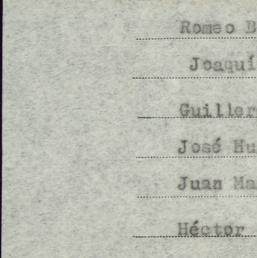 Romeo B
Joaquí
Guiller
José Hu
Juan Ma
Héctor